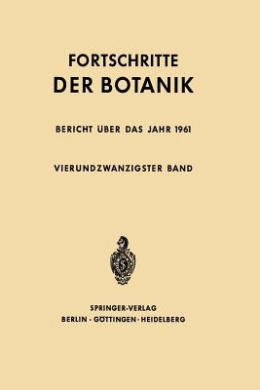 FORTSCHRITTE
DER BOTANIK
BERICHT ÜBER DAS JAHR 1961
VIERUNDZWANZIGSTER BAND
SPRINGER-VERLAG
BERLIN · GÖTTINGEN · HEIDELBERG